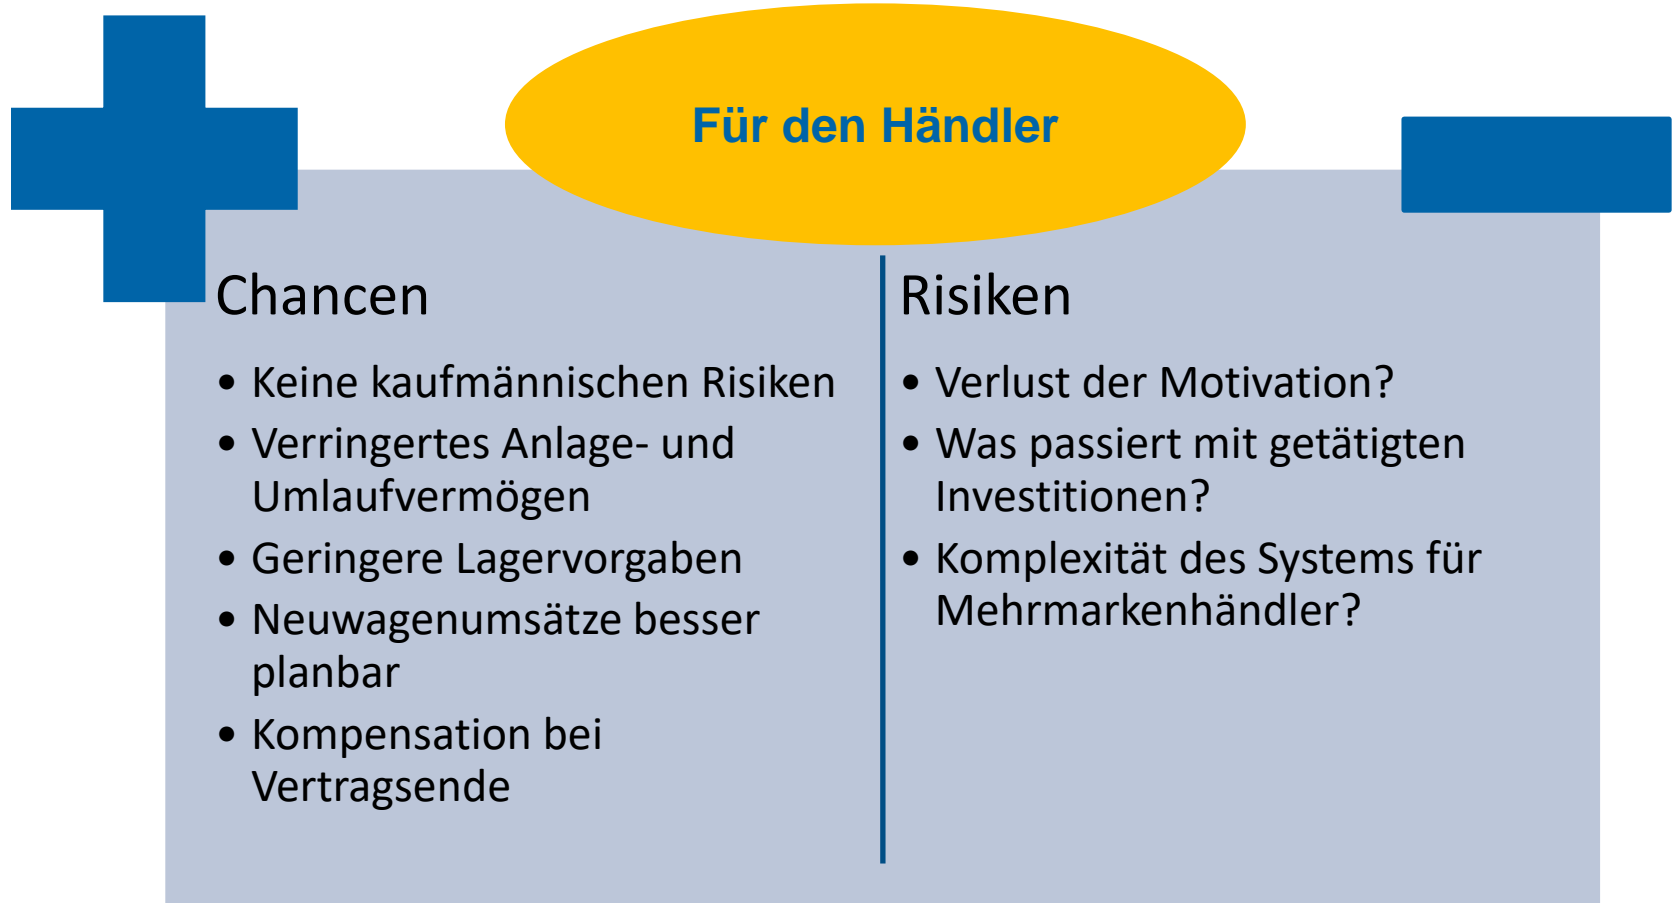 Für den Händler
Chancen
• Keine kaufmännischen Risiken
• Verringertes Anlage- und
Umlaufvermögen
• Geringere Lagervorgaben
• Neuwagenumsätze besser
planbar
• Kompensation bei
Vertragsende
Risiken
• Verlust der Motivation?
• Was passiert mit getätigten
Investitionen?
• Komplexität des Systems für
Mehrmarkenhändler?